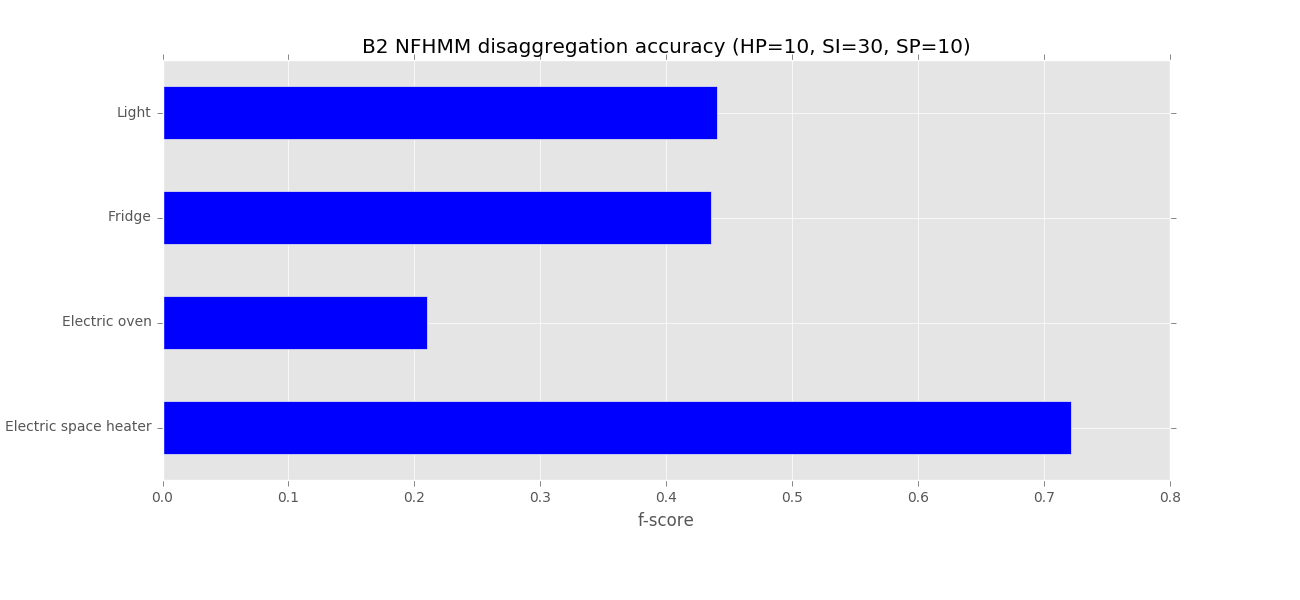 B2 NFHMM disaggregation accuracy (HP=10, SI=30, SP=10)
Light
Fridge
Electric oven
Electric space heater
0.0 0.1 0.2 0.3 0.4 0.5 0.6 0.7 0.8
f-score